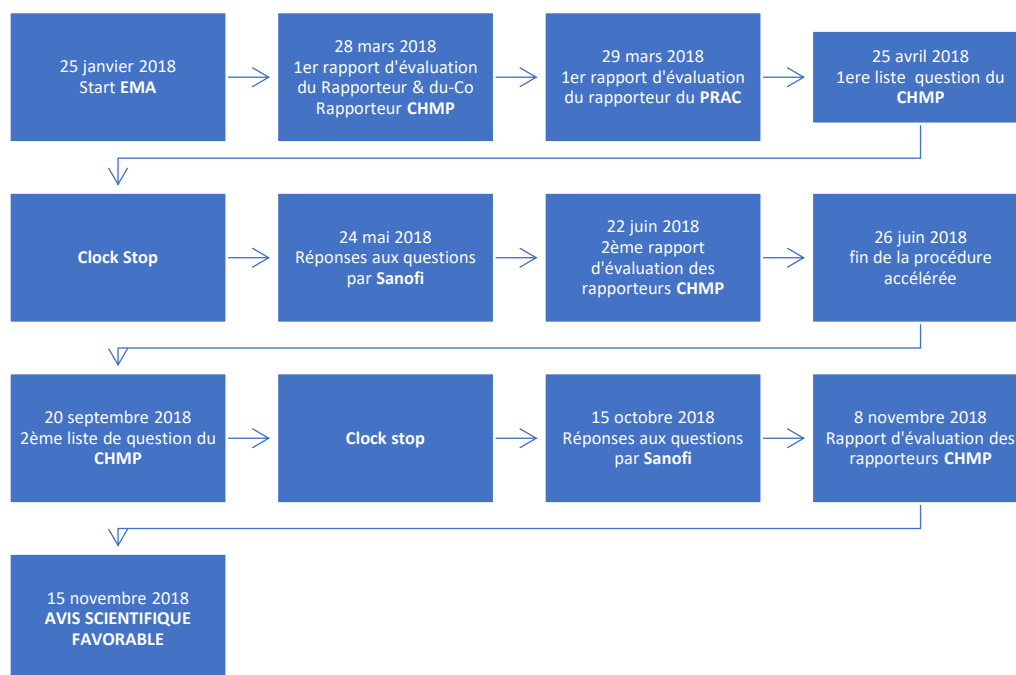 25 janvier 2018
Start EMA
28 mars 2018
1er rapport d'évaluation
du Rapporteur & du-Co
Rapporteur CHMP
29 mars 2018
1er rapport d'évaluation
du rapporteur du PRAC
25 avril 2018
1ere liste question du
CHMP
Clock Stop
24 mai 2018
Réponses aux questions
par Sanofi
22 juin 2018
2ème rapport
d'évaluation des
rapporteurs CHMP
26 juin 2018
fin de la procédure
accélérée
20 septembre 2018
2ème liste de question du
CHMP
Clock stop
15 octobre 2018
Réponses aux questions
par Sanofi
8 novembre 2018
Rapport d'évaluation des
rapporteurs CHMP
15 novembre 2018
AVIS SCIENTIFIQUE
FAVORABLE